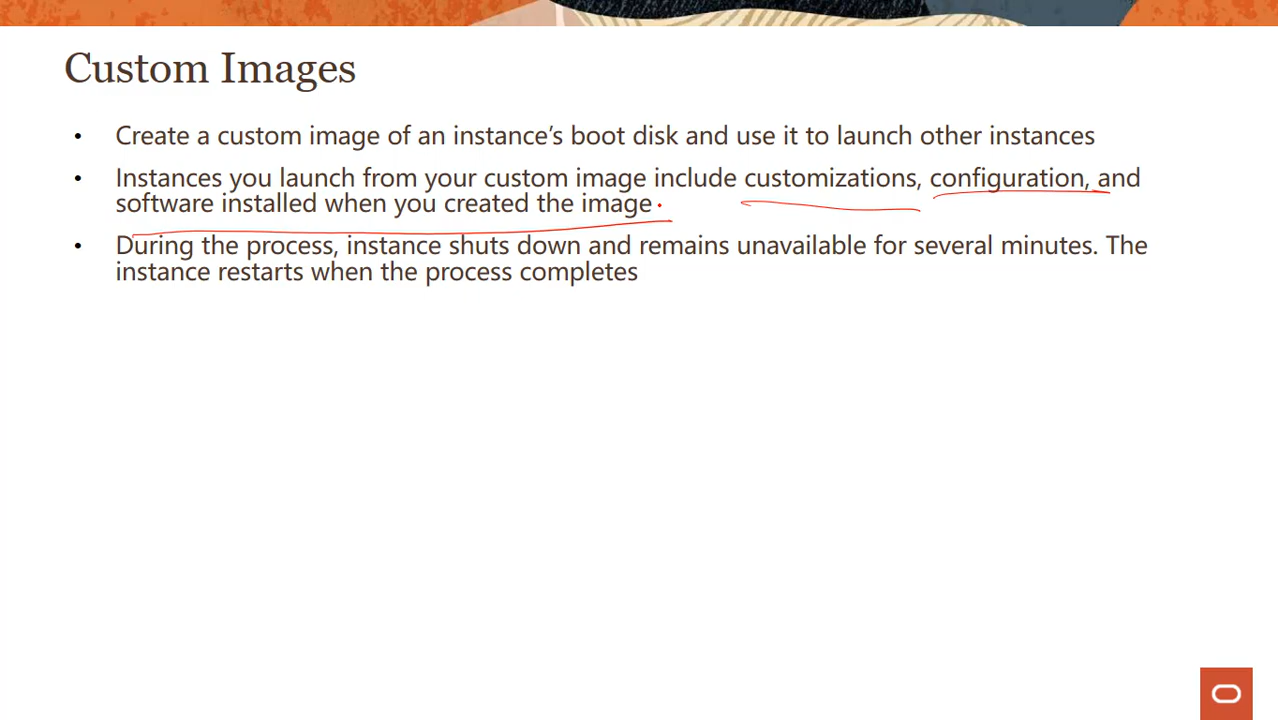 Custom Images
• Create a custom image of an instance’s boot disk and use it to launch other instances
• Instances you launch from your custom image include customizations, configuration, and
software installed when you created the image
• During the process, instance shuts down and remains unavailable for several minutes. The
instance restarts when the process completes